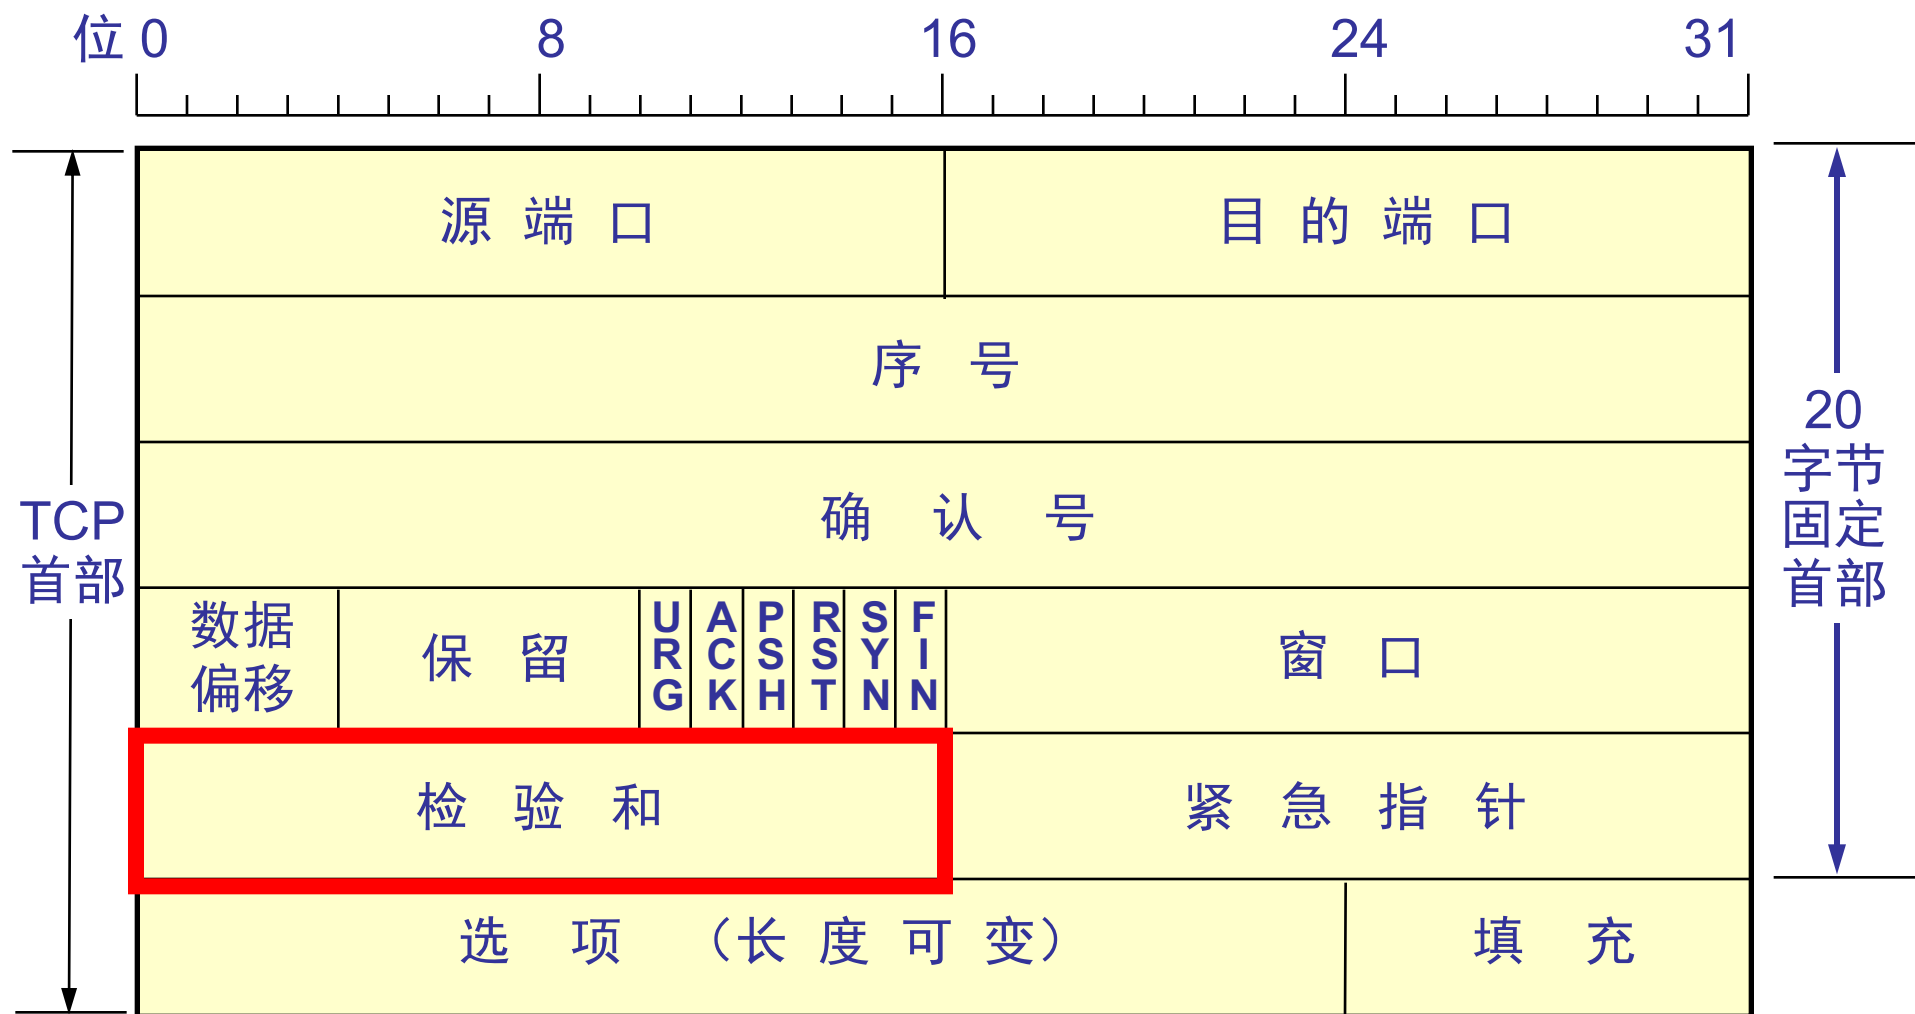 位 0 8 16 24 31
源端口 目的端口
序号
确认号
TCP
首部
20
字节
固定
首部
数据
偏移
保留
URG
ACK
PSH
RST
SYN
FIN
窗口
检验和
紧急指针
选项（长度可变）
填充